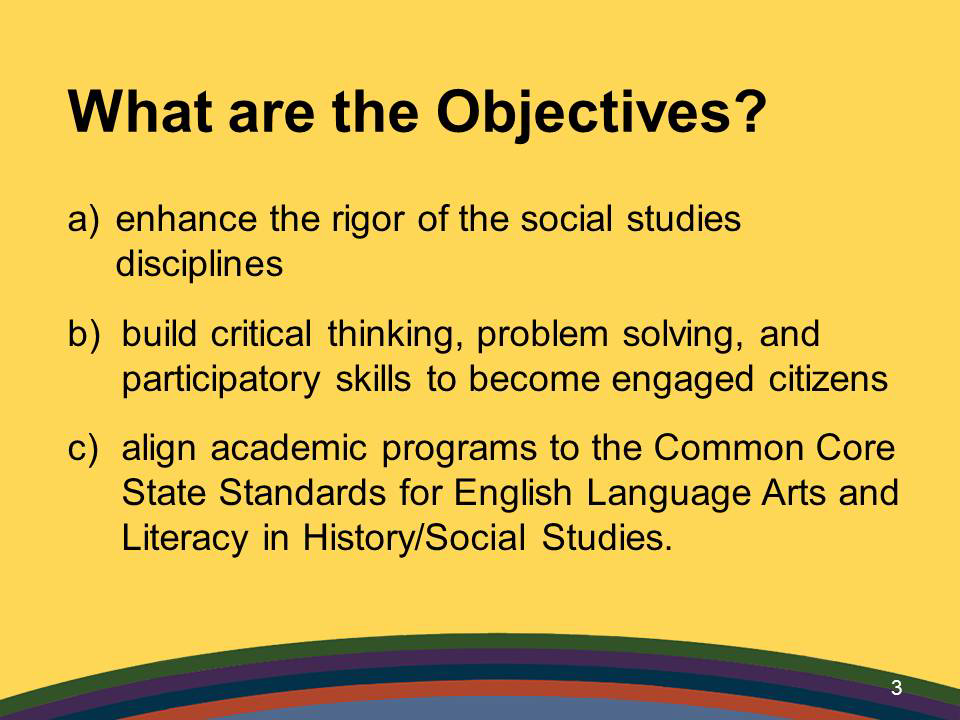 What are the Objectives?
a) enhance the rigor of the social studies
disciplines
b) build critical thinking, problem solving, and
participatory skills to become engaged citizens
c) align academic programs to the Common Core
State Standards for English Language Arts and
Literacy in History/Social Studies.
3